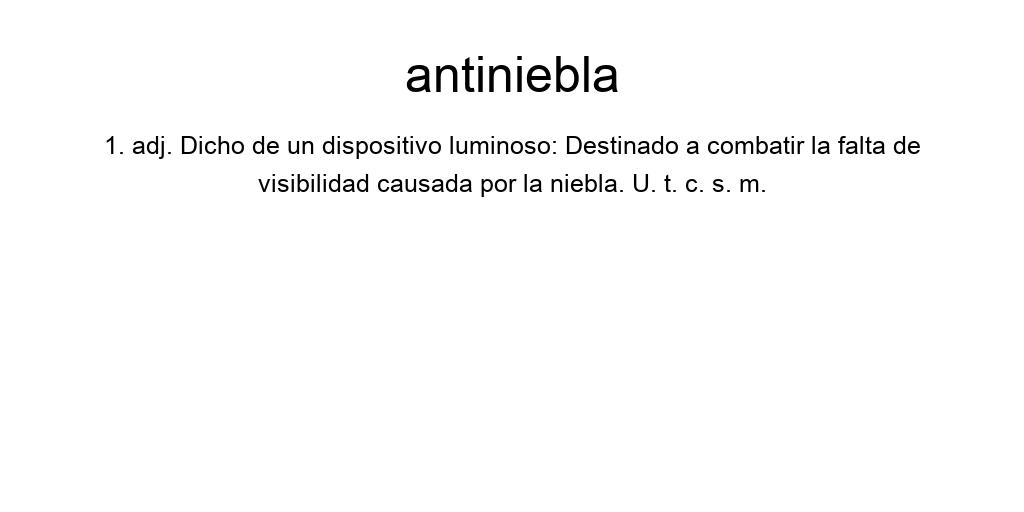 antiniebla
1. adj. Dicho de un dispositivo luminoso: Destinado a combatir la falta de
visibilidad causada por la niebla. U. t. c. s. m.